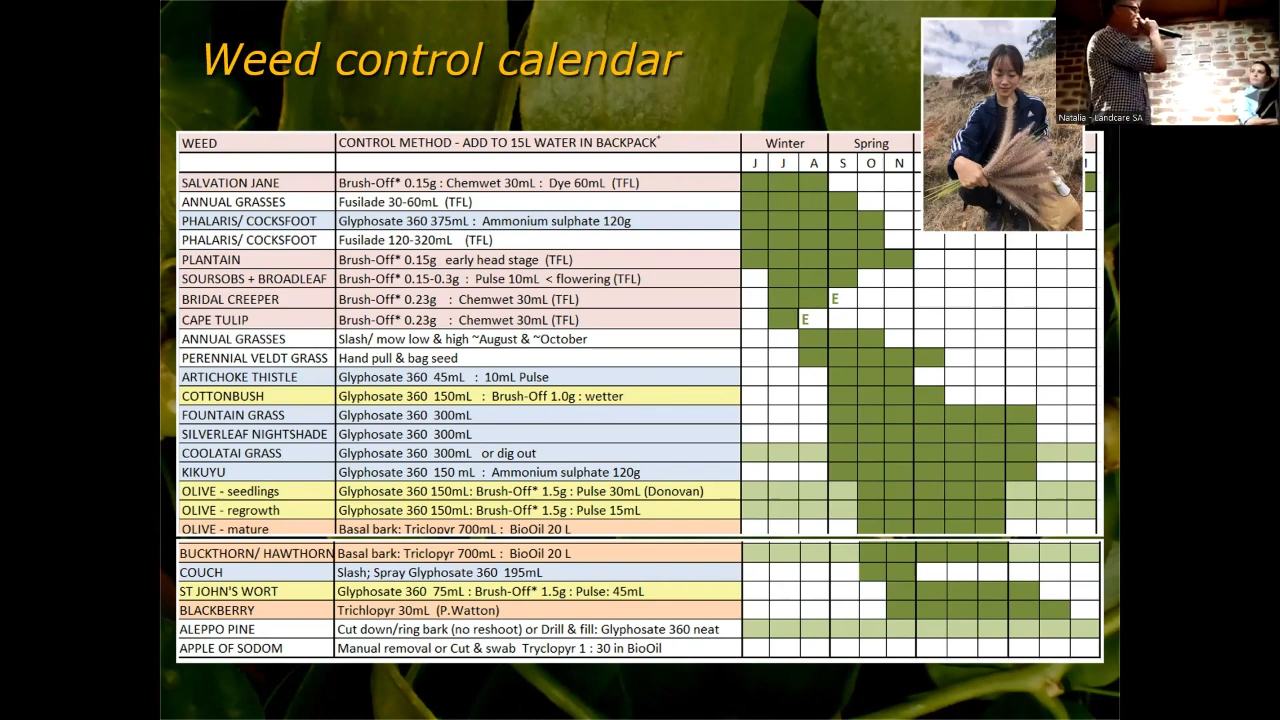 Weed control calendar
Natalia - Landcare SA
WEED CONTROL METHOD - ADD TO 15L WATER IN BACKPACK* Winter Spring
J J A S O N M
SALVATION JANE Brush-Off* 0.15g : Chemwet 30mL : Dye 60mL (TFL)
ANNUAL GRASSES Fusilade 30-60mL (TFL)
PHALARIS/ COCKSFOOT Glyphosate 360 375mL : Ammonium sulphate 120g
PHALARIS/ COCKSFOOT Fusilade 120-320mL (TFL)
PLANTAIN Brush-Off* 0.15g early head stage (TFL)
SOURSOBS + BROADLEAF Brush-Off* 0.15-0.3g : Pulse 10mL < flowering (TFL)
BRIDAL CREEPER Brush-Off* 0.23g : Chemwet 30mL (TFL) E
CAPE TULIP Brush-Off* 0.23g : Chemwet 30mL (TFL) E
ANNUAL GRASSES Slash/ mow low & high ~August & ~October
PERENNIAL VELDT GRASS Hand pull & bag seed
ARTICHOKE THISTLE Glyphosate 360 45mL : 10mL Pulse
COTTONBUSH Glyphosate 360 150mL : Brush-Off 1.0g : wetter
FOUNTAIN GRASS Glyphosate 360 300mL
SILVERLEAF NIGHTSHADE Glyphosate 360 300mL
COOLATAI GRASS Glyphosate 360 300mL or dig out
KIKUYU Glyphosate 360 150 mL : Ammonium sulphate 120g
OLIVE - seedlings Glyphosate 360 150mL: Brush-Off* 1.5g : Pulse 30mL (Donovan)
OLIVE - regrowth Glyphosate 360 150mL: Brush-Off* 1.5g : Pulse 15mL
OLIVE - mature Basal bark: Triclopyr 700mL : BioOil 20 L
BUCKTHORN/ HAWTHORN Basal bark: Triclopyr 700mL : BioOil 20 L
COUCH Slash; Spray Glyphosate 360 195mL
ST JOHN'S WORT Glyphosate 360 75mL : Brush-Off* 1.5g : Pulse: 45mL
BLACKBERRY Trichlopyr 30mL (P.Watton)
ALEPPO PINE Cut down/ring bark (no reshoot) or Drill & fill: Glyphosate 360 neat
APPLE OF SODOM Manual removal or Cut & swab Tryclopyr 1 : 30 in BioOil